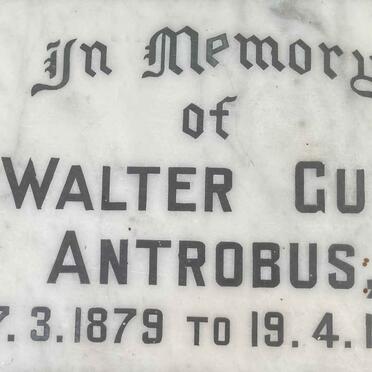 In Memory
of
WALTER GU
ANTROBUS,
7.3.1879 TO 19.4.1